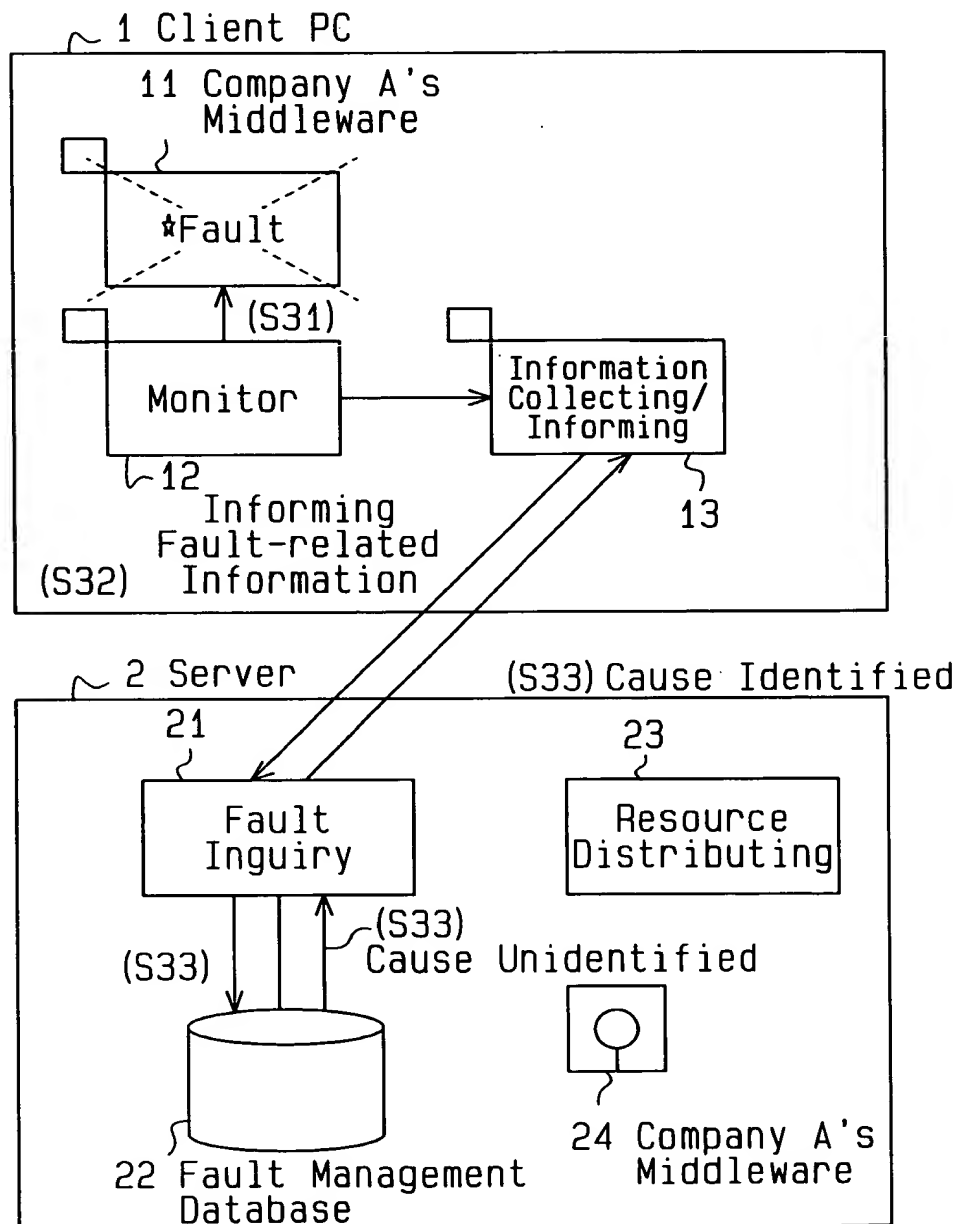 1 Client PC
11 Company A's
Middleware
☆Fault
(S31)
Monitor
Information
Collecting/
Informing
12
13
Informing
Fault-related
Information
(S32)
2 Server
(S33) Cause Identified
21
23
Fault
Inguiry
Resource
Distributing
(S33)
(S33)
Cause Unidentified
22 Fault Management
Database
24 Company A's
Middleware